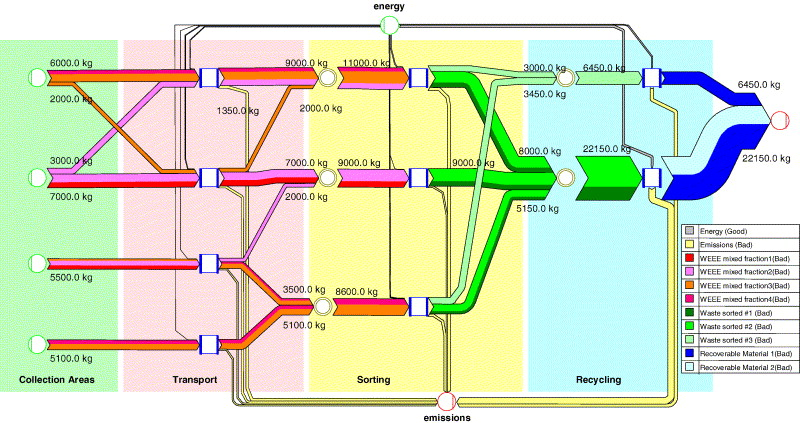 energy
6000.0 kg
9000.0 kg
11000.0 kg
3000.0 kg
6450.0 kg
6450.0 kg
2000.0 kg
1350.0 kg
2000.0 kg
3450.0 kg
3000.0 kg
7000.0 kg
9000.0 kg
9000.0 kg
8000.0 kg
22150.0 kg
22150.0 kg
7000.0 kg
2000.0 kg
5150.0 kg
Energy (Good)
Emissions (Bad)
WEEE mixed fraction1(Bad)
WEEE mixed fraction2(Bad)
WEEE mixed fraction3(Bad)
WEEE mixed fraction4(Bad)
Waste sorted #1 (Bad)
Waste sorted #2 (Bad)
Waste sorted #3 (Bad)
Recoverable Material 1(Bad)
Recoverable Material 2(Bad)
5500.0 kg
3500.0 kg
8600.0 kg
5100.0 kg
5100.0 kg
Collection Areas
Transport
Sorting
Recycling
emissions